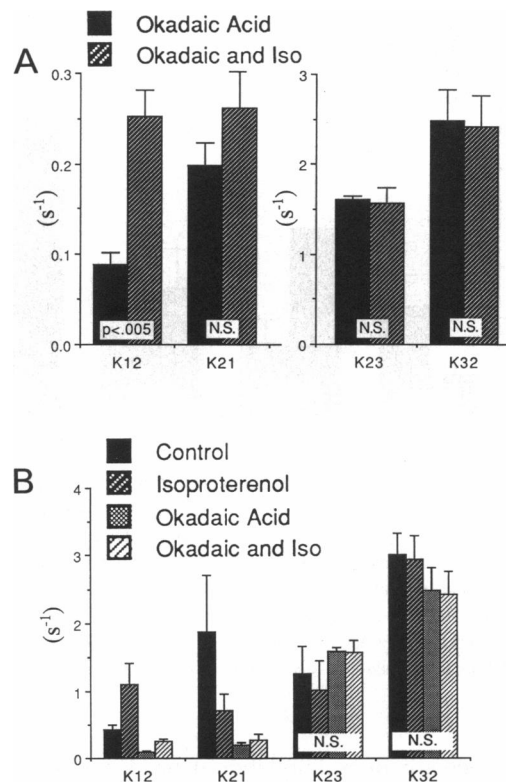 Okadaic Acid
Okadaic and Iso
A
0.3
0.2
0.1
0.0
(s⁻¹)
p<.005
N.S.
K12
K21
3
2
1
0
(s⁻¹)
N.S.
N.S.
K23
K32
B
Control
Isoproterenol
Okadaic Acid
Okadaic and Iso
4
3
2
1
0
(s⁻¹)
N.S.
N.S.
K12
K21
K23
K32